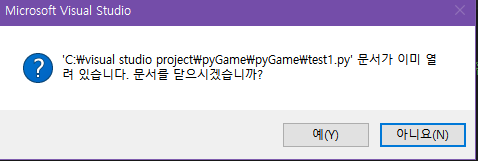 Microsoft Visual Studio
'C:₩visual studio project₩pyGame₩pyGame₩test1.py' 문서가 이미 열
려 있습니다. 문서를 닫으시겠습니까?
예(Y)
아니요(N)